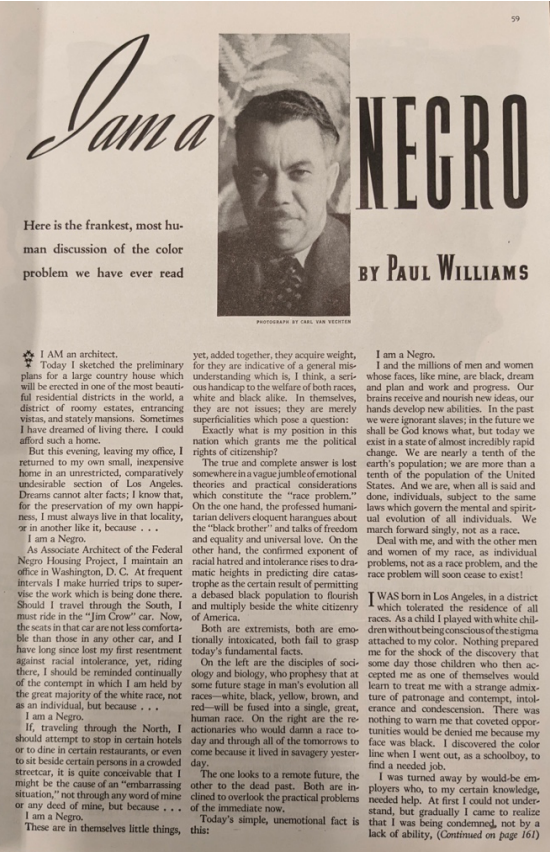 59
I am a
NEGRO
Here is the frankest, most hu-
man discussion of the color
problem we have ever read
BY PAUL WILLIAMS
PHOTOGRAPH BY CARL VAN VECHTEN
I AM an architect.
Today I sketched the preliminary
plans for a large country house which
will be erected in one of the most beauti-
ful residential districts in the world, a
district of roomy estates, entrancing
vistas, and stately mansions. Sometimes
I have dreamed of living there. I could
afford such a home.
But this evening, leaving my office, I
returned to my own small, inexpensive
home in an unrestricted, comparatively
undesirable section of Los Angeles.
Dreams cannot alter facts; I know that,
for the preservation of my own happi-
ness, I must always live in that locality,
or in another like it, because . . .
I am a Negro.
As Associate Architect of the Federal
Negro Housing Project, I maintain an
office in Washington, D. C. At frequent
intervals I make hurried trips to super-
vise the work which is being done there.
Should I travel through the South, I
must ride in the "Jim Crow" car. Now,
the seats in that car are not less comforta-
ble than those in any other car, and I
have long since lost my first resentment
against racial intolerance, yet, riding
there, I should be reminded continually
of the contempt in which I am held by
the great majority of the white race, not
as an individual, but because . . .
I am a Negro.
If, traveling through the North, I
should attempt to stop in certain hotels
or to dine in certain restaurants, or even
to sit beside certain persons in a crowded
streetcar, it is quite conceivable that I
might be the cause of an "embarrassing
situation," not through any word of mine
or any deed of mine, but because . . .
I am a Negro.
These are in themselves little things,
yet, added together, they acquire weight,
for they are indicative of a general mis-
understanding which is, I think, a seri-
ous handicap to the welfare of both races,
white and black alike. In themselves,
they are not issues; they are merely
superficialities which pose a question:
Exactly what is my position in this
nation which grants me the political
rights of citizenship?
The true and complete answer is lost
somewhere in a vague jumble of emotional
theories and practical considerations
which constitute the "race problem."
On the one hand, the professed humani-
tarian delivers eloquent harangues about
the "black brother" and talks of freedom
and equality and universal love. On the
other hand, the confirmed exponent of
racial hatred and intolerance rises to dra-
matic heights in predicting dire catas-
trophe as the certain result of permitting
a debased black population to flourish
and multiply beside the white citizenry
of America.
Both are extremists, both are emo-
tionally intoxicated, both fail to grasp
today's fundamental facts.
On the left are the disciples of soci-
ology and biology, who prophesy that at
some future stage in man's evolution all
races—white, black, yellow, brown, and
red—will be fused into a single, great,
human race. On the right are the re-
actionaries who would damn a race to-
day and through all of the tomorrows to
come because it lived in savagery yester-
day.
The one looks to a remote future, the
other to the dead past. Both are in-
clined to overlook the practical problems
of the immediate now.
Today's simple, unemotional fact is
this:
I am a Negro.
I and the millions of men and women
whose faces, like mine, are black, dream
and plan and work and progress. Our
brains receive and nourish new ideas, our
hands develop new abilities. In the past
we were ignorant slaves; in the future we
shall be God knows what, but today we
exist in a state of almost incredibly rapid
change. We are nearly a tenth of the
earth's population; we are more than a
tenth of the population of the United
States. And we are, when all is said and
done, individuals, subject to the same
laws which govern the mental and spirit-
ual evolution of all individuals. We
march forward singly, not as a race.
Deal with me, and with the other men
and women of my race, as individual
problems, not as a race problem, and the
race problem will soon cease to exist!
I WAS born in Los Angeles, in a district
which tolerated the residence of all
races. As a child I played with white chil-
dren without being conscious of the stigma
attached to my color. Nothing prepared
me for the shock of the discovery that
some day those children who then ac-
cepted me as one of themselves would
learn to treat me with a strange admix-
ture of patronage and contempt, intol-
erance and condescension. There was
nothing to warn me that coveted oppor-
tunities would be denied me because my
face was black. I discovered the color
line when I went out, as a schoolboy, to
find a needed job.
I was turned away by would-be em-
ployers who, to my certain knowledge,
needed help. At first I could not under-
stand, but gradually I came to realize
that I was being condemned, not by a
lack of ability, (Continued on page 161)